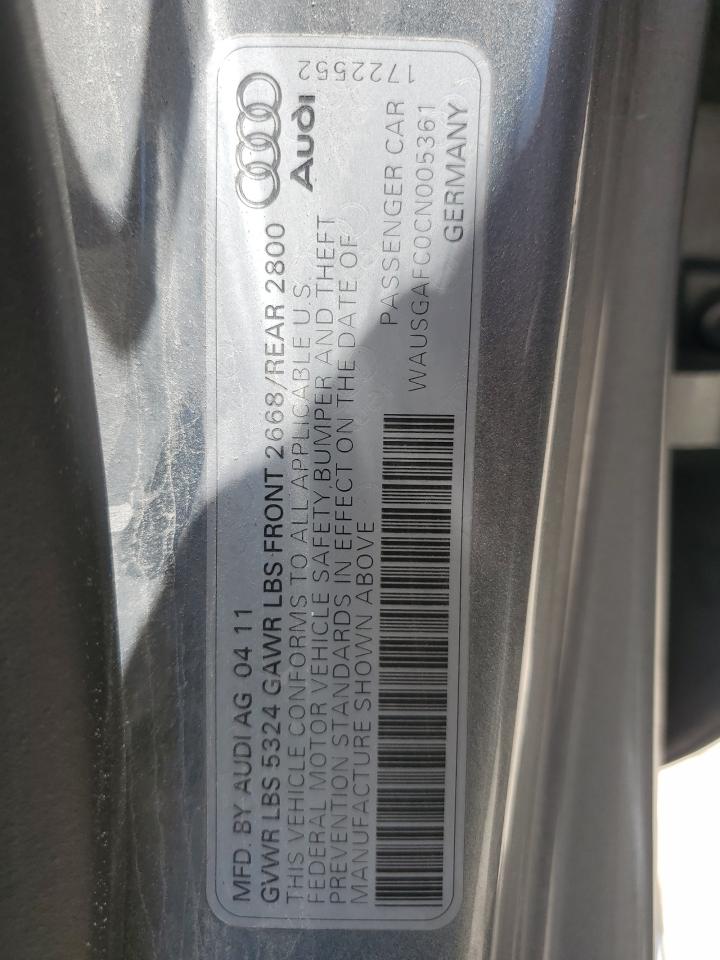 MFD. BY AUDI AG 04 11
GVWR LBS 5324 GAWR LBS FRONT 2668/REAR 2800
THIS VEHICLE CONFORMS TO ALL APPLICABLE U.S.
FEDERAL MOTOR VEHICLE SAFETY,BUMPER AND THEFT
PREVENTION STANDARDS IN EFFECT ON THE DATE OF
MANUFACTURE SHOWN ABOVE
Audi
1722552
PASSENGER CAR
WAUSGAFC0CN005361
GERMANY